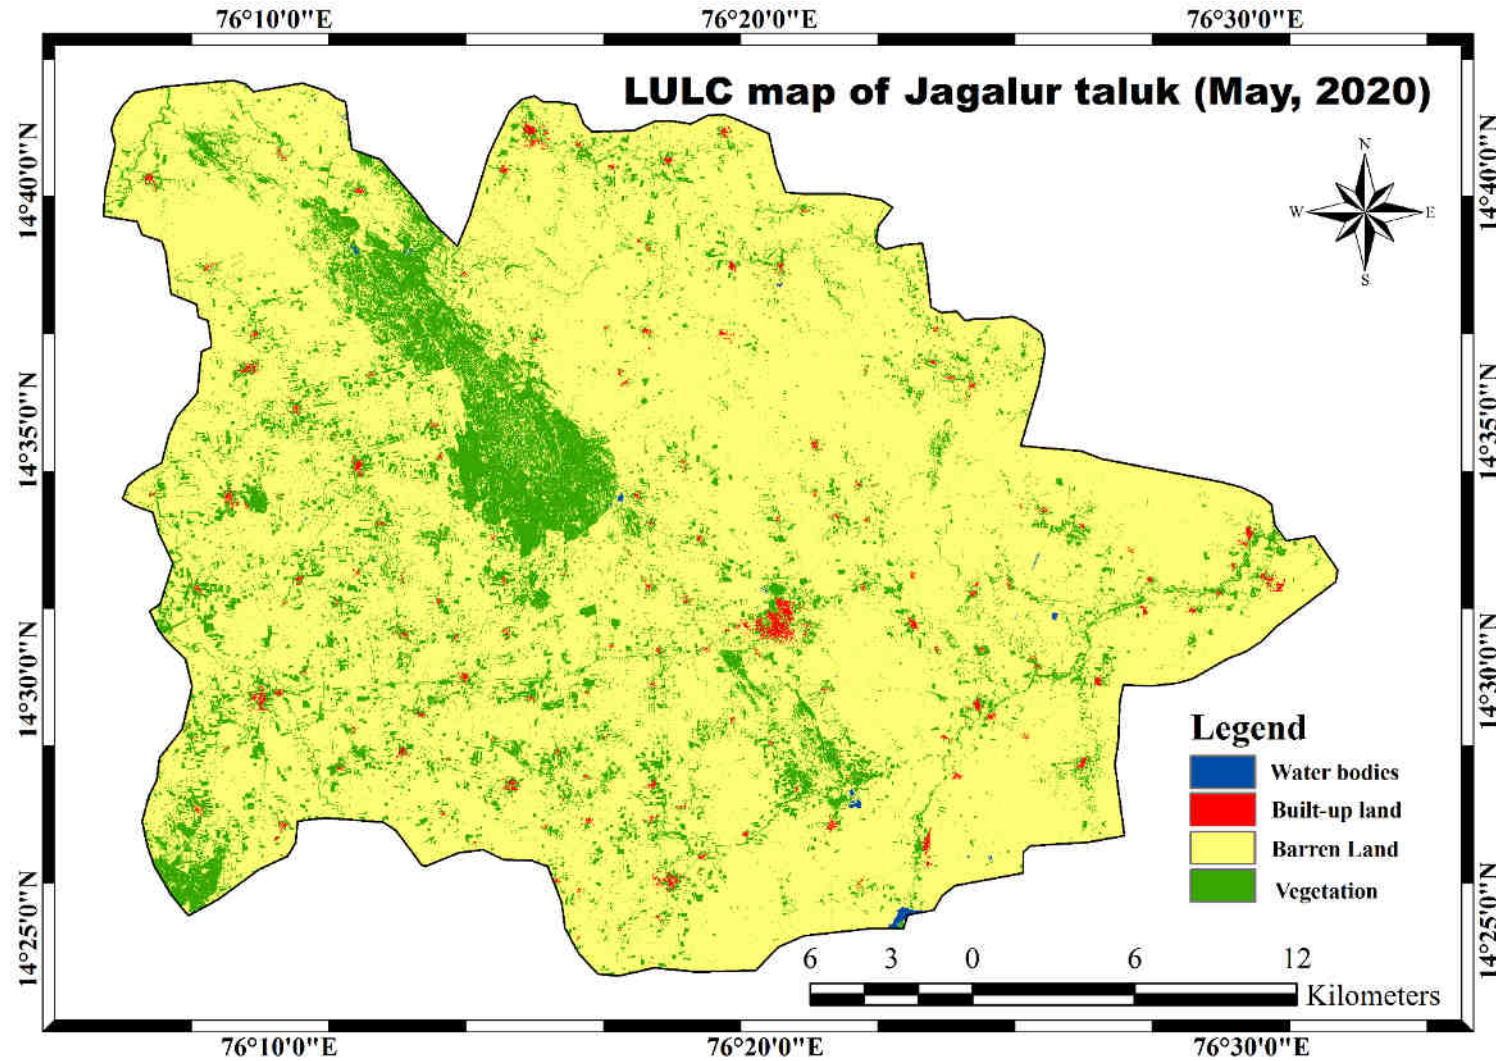 76°10'0"E 76°20'0"E 76°30'0"E
LULC map of Jagalur taluk (May, 2020)
N
W E
S
14°40'0"N 14°40'0"N
14°35'0"N 14°35'0"N
14°30'0"N 14°30'0"N
14°25'0"N 14°25'0"N
Legend
Water bodies
Built-up land
Barren Land
Vegetation
6 3 0 6 12
Kilometers
76°10'0"E 76°20'0"E 76°30'0"E